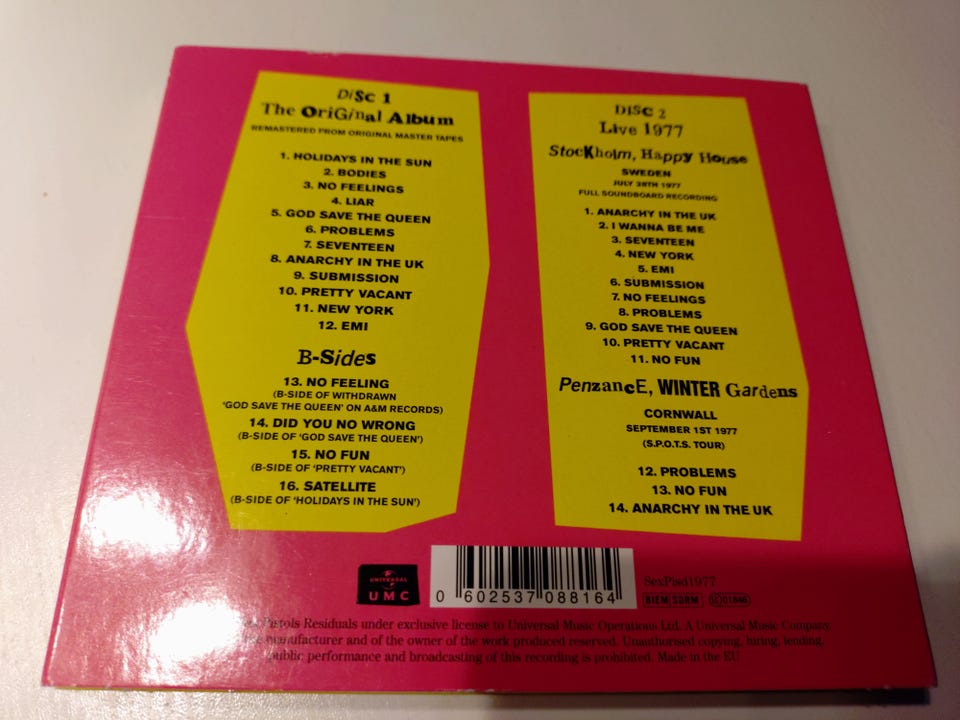 DiSC 1
The OriGinal Album
REMASTERED FROM ORIGINAL MASTER TAPES
1. HOLIDAYS IN THE SUN
2. BODIES
3. NO FEELINGS
4. LIAR
5. GOD SAVE THE QUEEN
6. PROBLEMS
7. SEVENTEEN
8. ANARCHY IN THE UK
9. SUBMISSION
10. PRETTY VACANT
11. NEW YORK
12. EMI
B-Sides
13. NO FEELING
(B-SIDE OF WITHDRAWN
'GOD SAVE THE QUEEN' ON A&M RECORDS)
14. DID YOU NO WRONG
(B-SIDE OF 'GOD SAVE THE QUEEN')
15. NO FUN
(B-SIDE OF 'PRETTY VACANT')
16. SATELLITE
(B-SIDE OF 'HOLIDAYS IN THE SUN')
DiSC 2
Live 1977
StocKholm, Happy House
SWEDEN
JULY 28TH 1977
FULL SOUNDBOARD RECORDING
1. ANARCHY IN THE UK
2. I WANNA BE ME
3. SEVENTEEN
4. NEW YORK
5. EMI
6. SUBMISSION
7. NO FEELINGS
8. PROBLEMS
9. GOD SAVE THE QUEEN
10. PRETTY VACANT
11. NO FUN
PenzancE, WINTER Gardens
CORNWALL
SEPTEMBER 1ST 1977
(S.P.O.T.S. TOUR)
12. PROBLEMS
13. NO FUN
14. ANARCHY IN THE UK
UNIVERSAL
UMC
0 602537 088164
SexPisd1977
BIEM SDRM LC 01846
Pistols Residuals under exclusive license to Universal Music Operations Ltd. A Universal Music Company.
manufacturer and of the owner of the work produced reserved. Unauthorised copying, hiring, lending,
public performance and broadcasting of this recording is prohibited. Made in the EU